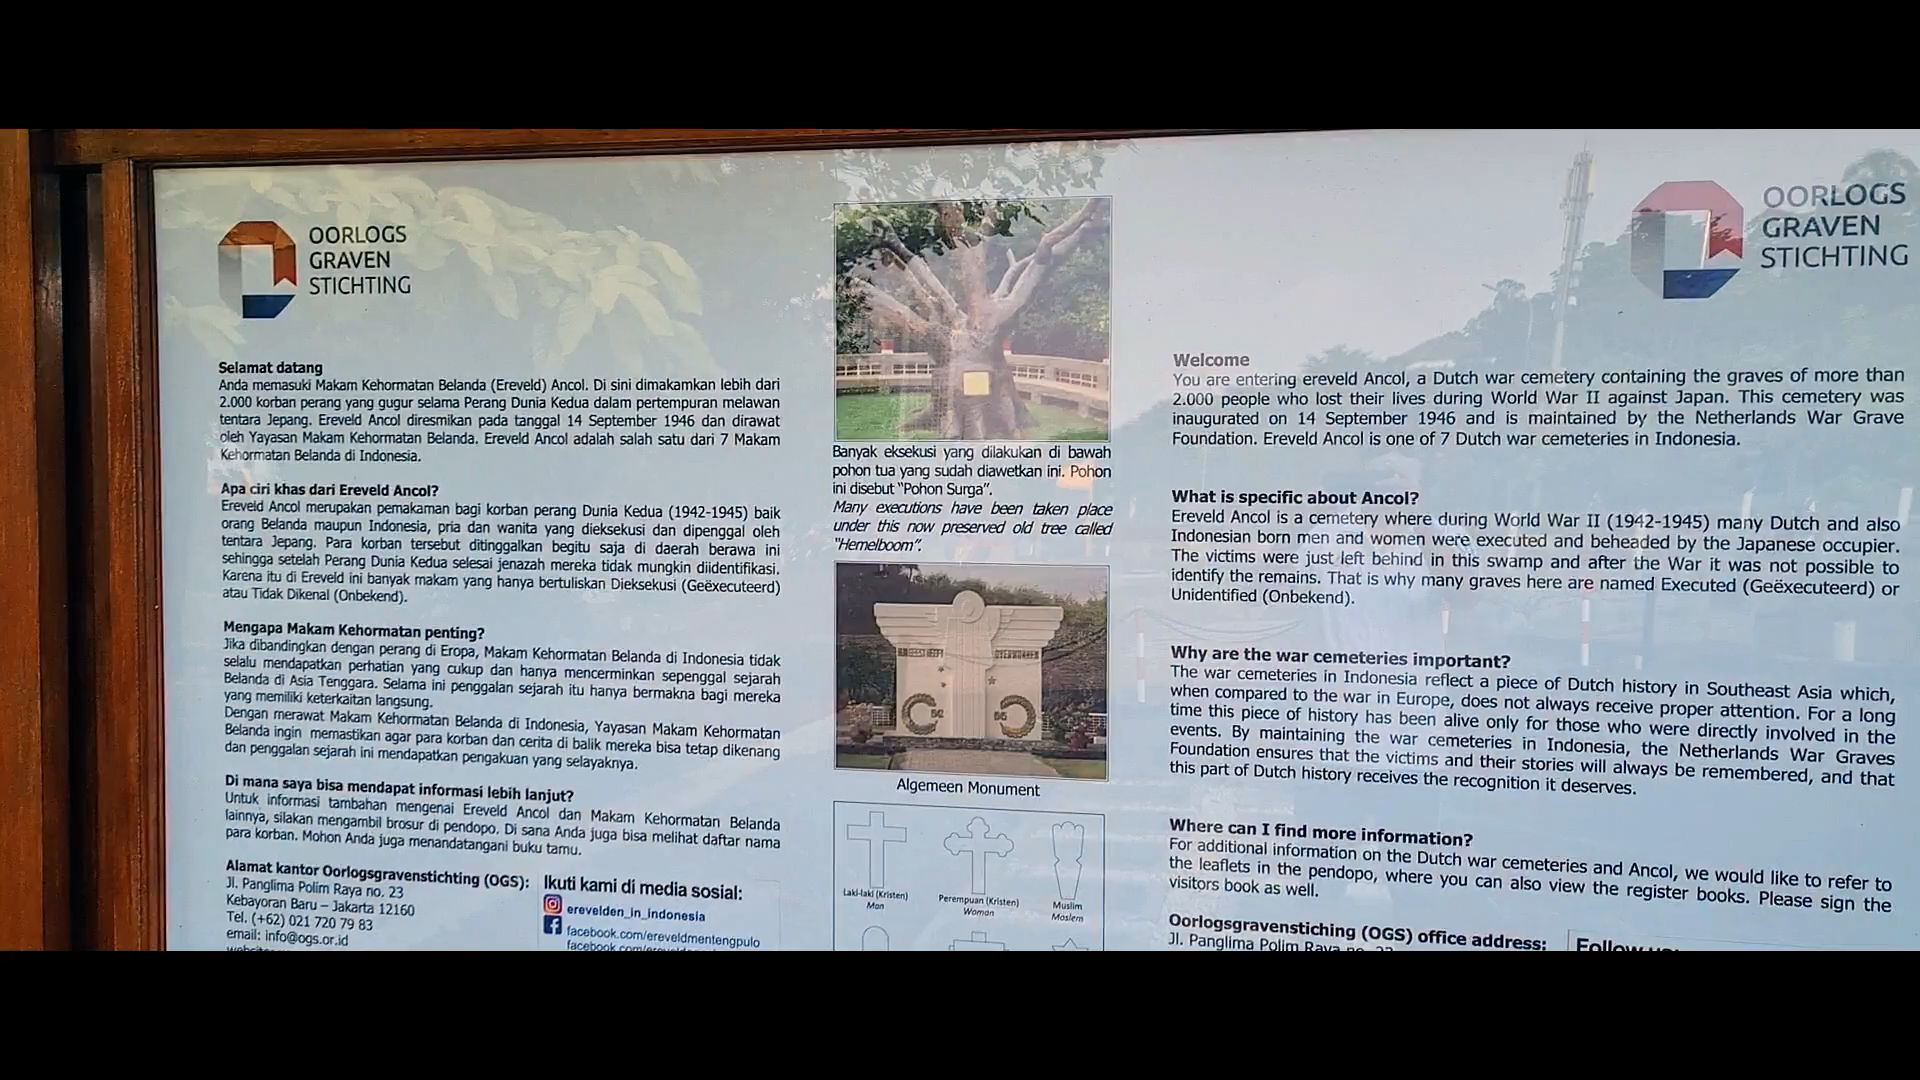 OORLOGS
GRAVEN
STICHTING
Selamat datang
Anda memasuki Makam Kehormatan Belanda (Ereveld) Ancol. Di sini dimakamkan lebih dari
2.000 korban perang yang gugur selama Perang Dunia Kedua dalam pertempuran melawan
tentara Jepang. Ereveld Ancol diresmikan pada tanggal 14 September 1946 dan dirawat
oleh Yayasan Makam Kehormatan Belanda. Ereveld Ancol adalah salah satu dari 7 Makam
Kehormatan Belanda di Indonesia.
Apa ciri khas dari Ereveld Ancol?
Ereveld Ancol merupakan pemakaman bagi korban perang Dunia Kedua (1942-1945) baik
orang Belanda maupun Indonesia, pria dan wanita yang dieksekusi dan dipenggal oleh
tentara Jepang. Para korban tersebut ditinggalkan begitu saja di daerah berawa ini
sehingga setelah Perang Dunia Kedua selesai jenazah mereka tidak mungkin diidentifikasi.
Karena itu di Ereveld ini banyak makam yang hanya bertuliskan Dieksekusi (Geëxecuteerd)
atau Tidak Dikenal (Onbekend).
Mengapa Makam Kehormatan penting?
Jika dibandingkan dengan perang di Eropa, Makam Kehormatan Belanda di Indonesia tidak
selalu mendapatkan perhatian yang cukup dan hanya mencerminkan sepenggal sejarah
Belanda di Asia Tenggara. Selama ini penggalan sejarah itu hanya bermakna bagi mereka
yang memiliki keterkaitan langsung.
Dengan merawat Makam Kehormatan Belanda di Indonesia, Yayasan Makam Kehormatan
Belanda ingin memastikan agar para korban dan cerita di balik mereka bisa tetap dikenang
dan penggalan sejarah ini mendapatkan pengakuan yang selayaknya.
Di mana saya bisa mendapat informasi lebih lanjut?
Untuk informasi tambahan mengenai Ereveld Ancol dan Makam Kehormatan Belanda
lainnya, silakan mengambil brosur di pendopo. Di sana Anda juga bisa melihat daftar nama
para korban. Mohon Anda juga menandatangani buku tamu.
Alamat kantor Oorlogsgravenstichting (OGS):
Jl. Panglima Polim Raya no. 23
Kebayoran Baru – Jakarta 12160
Tel. (+62) 021 720 79 83
email: info@ogs.or.id
Ikuti kami di media sosial:
erevelden_in_indonesia
facebook.com/ereveldmentengpulo
Banyak eksekusi yang dilakukan di bawah
pohon tua yang sudah diawetkan ini. Pohon
ini disebut “Pohon Surga”.
Many executions have been taken place
under this now preserved old tree called
“Hemelboom”.
Algemeen Monument
Laki-laki (Kristen)
Man
Perempuan (Kristen)
Woman
Muslim
Moslem
OORLOGS
GRAVEN
STICHTING
Welcome
You are entering ereveld Ancol, a Dutch war cemetery containing the graves of more than
2.000 people who lost their lives during World War II against Japan. This cemetery was
inaugurated on 14 September 1946 and is maintained by the Netherlands War Grave
Foundation. Ereveld Ancol is one of 7 Dutch war cemeteries in Indonesia.
What is specific about Ancol?
Ereveld Ancol is a cemetery where during World War II (1942-1945) many Dutch and also
Indonesian born men and women were executed and beheaded by the Japanese occupier.
The victims were just left behind in this swamp and after the War it was not possible to
identify the remains. That is why many graves here are named Executed (Geëxecuteerd) or
Unidentified (Onbekend).
Why are the war cemeteries important?
The war cemeteries in Indonesia reflect a piece of Dutch history in Southeast Asia which,
when compared to the war in Europe, does not always receive proper attention. For a long
time this piece of history has been alive only for those who were directly involved in the
events. By maintaining the war cemeteries in Indonesia, the Netherlands War Graves
Foundation ensures that the victims and their stories will always be remembered, and that
this part of Dutch history receives the recognition it deserves.
Where can I find more information?
For additional information on the Dutch war cemeteries and Ancol, we would like to refer to
the leaflets in the pendopo, where you can also view the register books. Please sign the
visitors book as well.
Oorlogsgravenstiching (OGS) office address:
Jl. Panglima Polim Raya no. 23
Follow